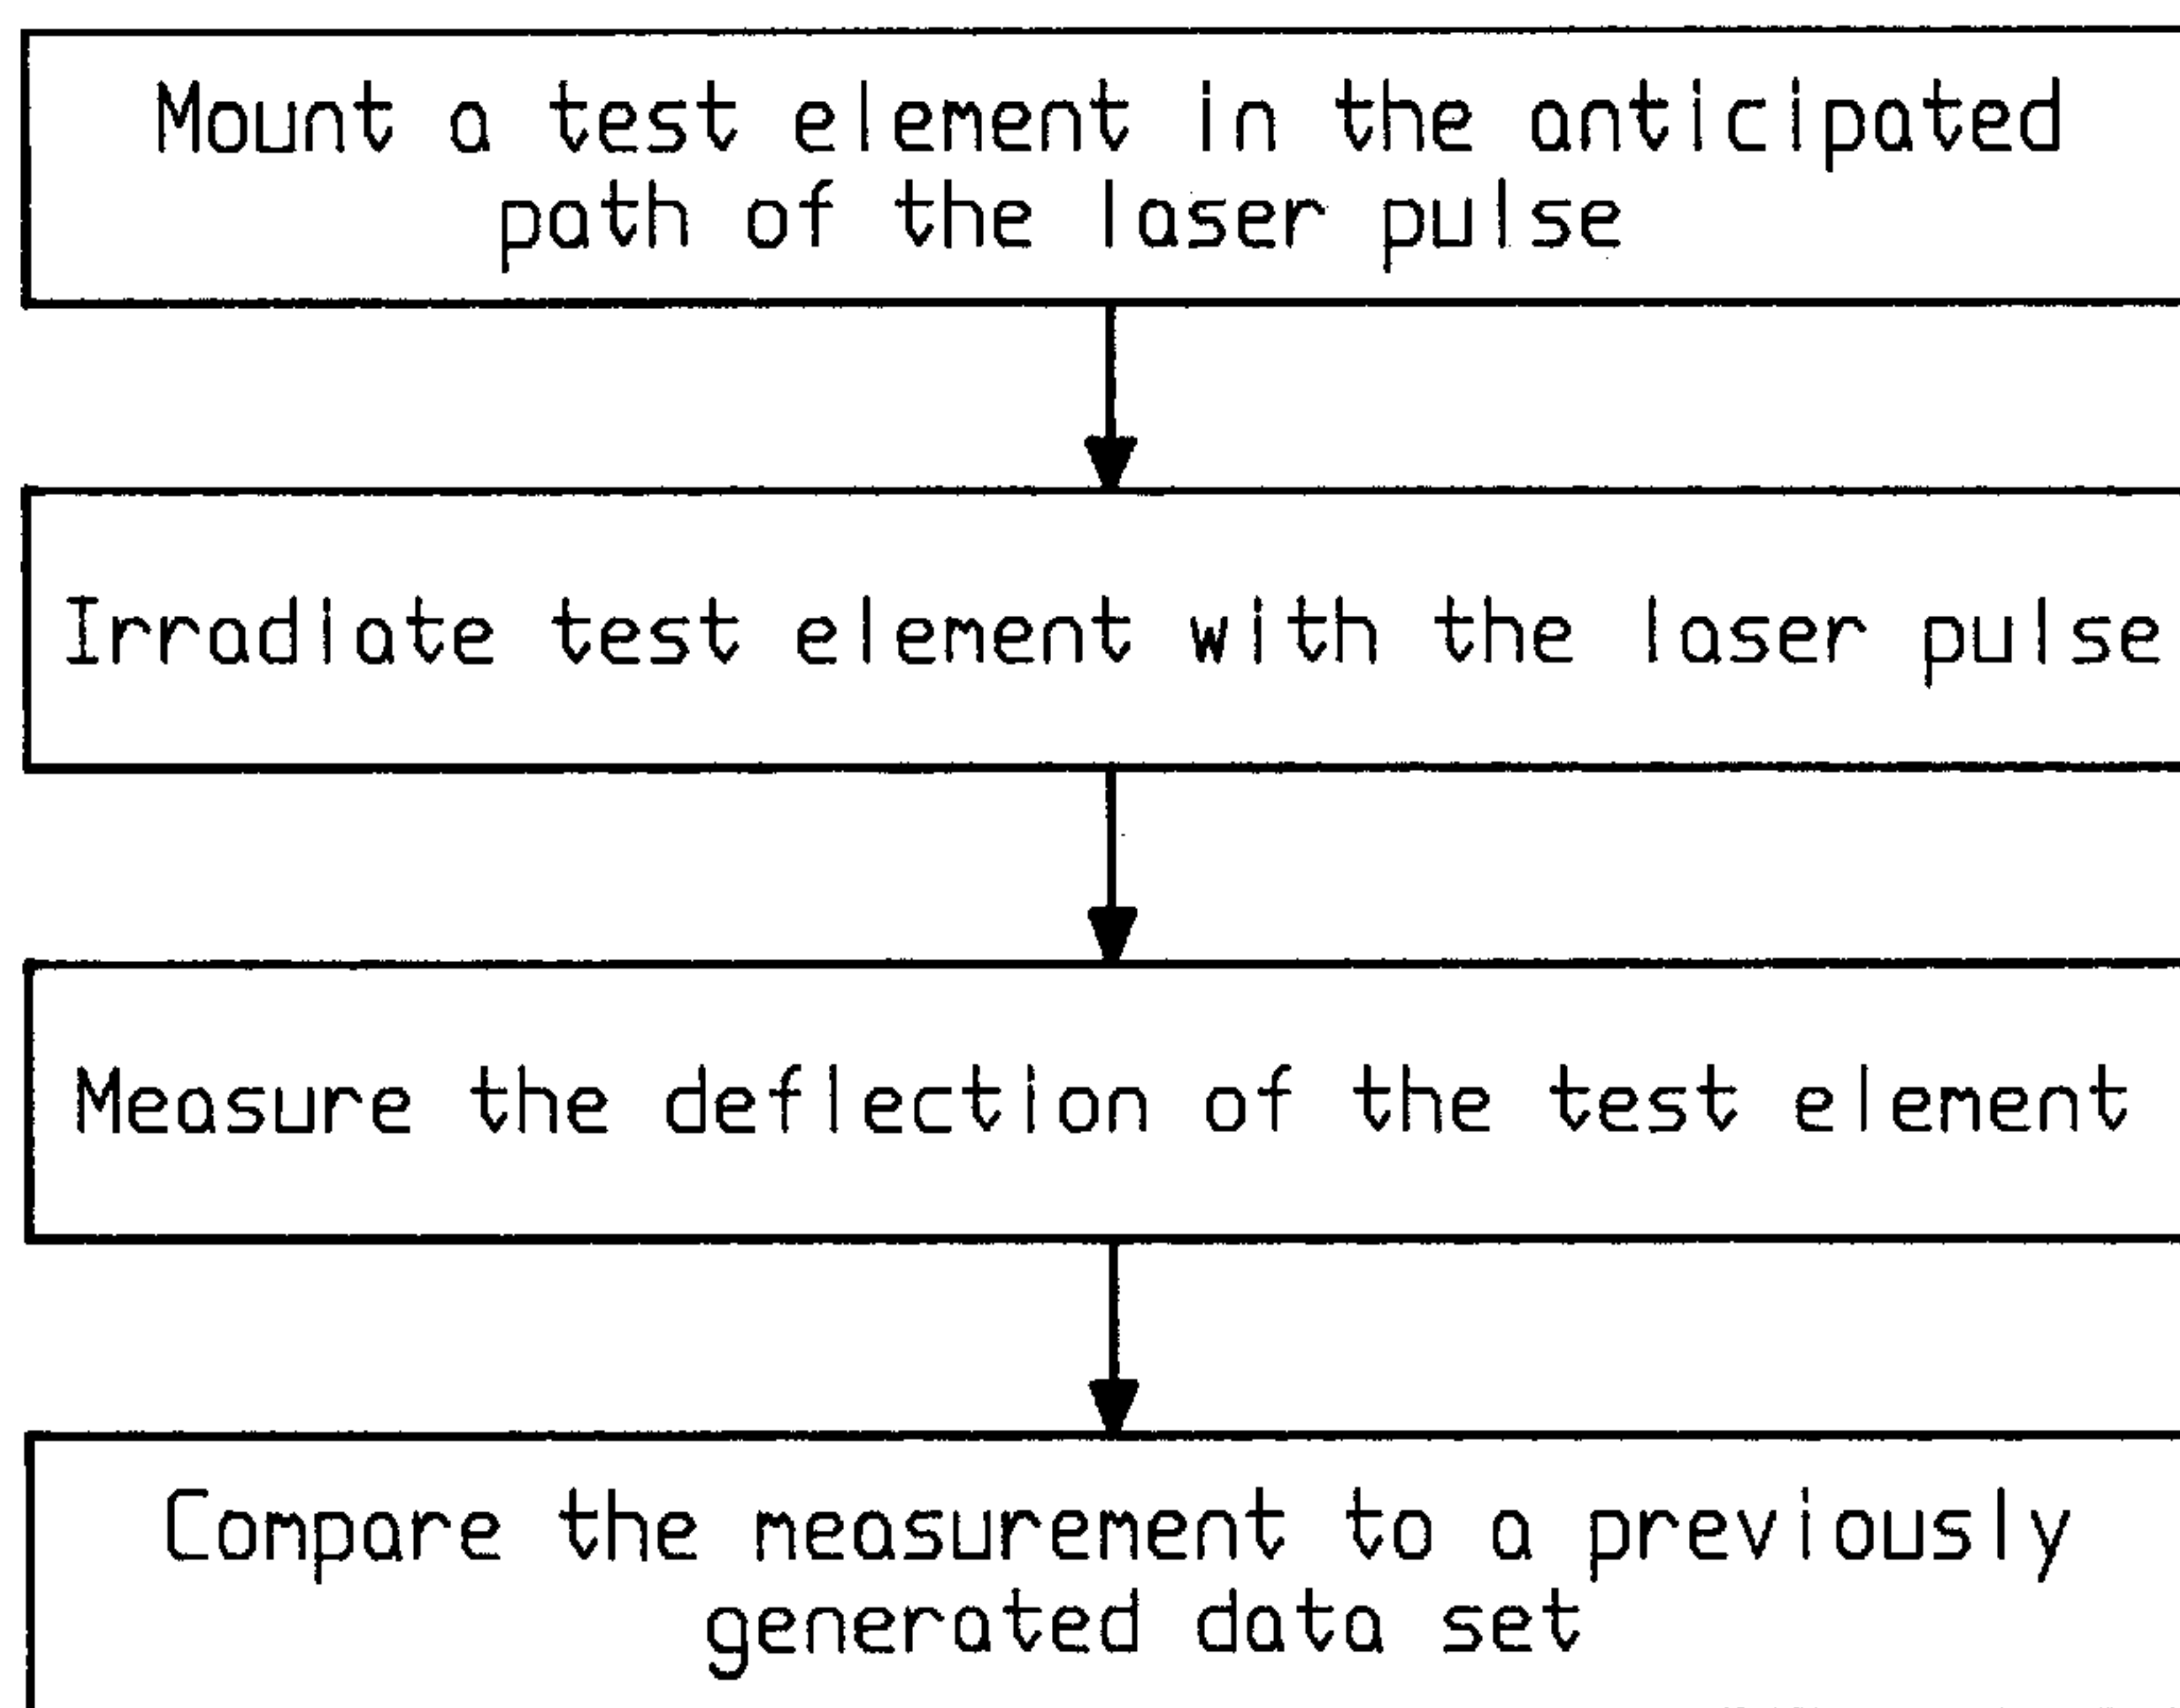 Mount a test element in the anticipated
path of the laser pulse
Irradiate test element with the laser pulse
Measure the deflection of the test element
Compare the measurement to a previously
generated data set